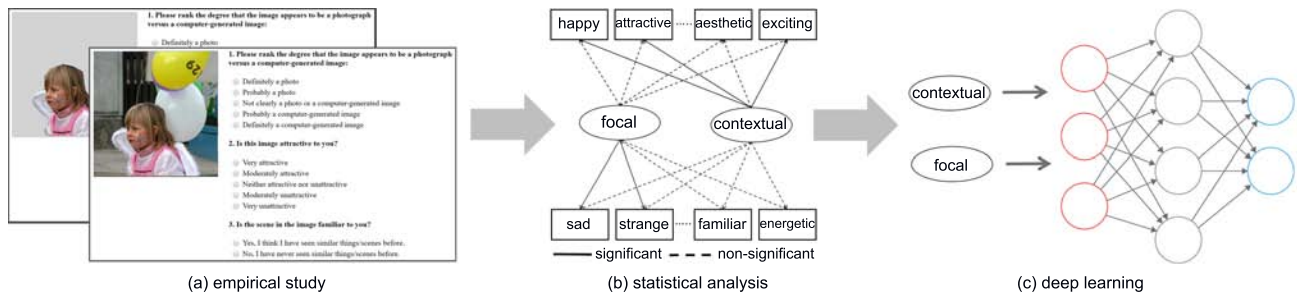 1. Please rank the degree that the image appears to be a photograph
versus a computer-generated image:
Definitely a photo
1. Please rank the degree that the image appears to be a photograph
versus a computer-generated image:
Definitely a photo
Probably a photo
Not clearly a photo or a computer-generated image
Probably a computer-generated image
Definitely a computer-generated image
2. Is this image attractive to you?
Very attractive
Moderately attractive
Neither attractive nor unattractive
Moderately unattractive
Very unattractive
3. Is the scene in the image familiar to you?
Yes, I think I have seen similar things/scenes before.
No, I have never seen similar things/scenes before.
(a) empirical study
happy attractive ...... aesthetic exciting
focal contextual
sad strange ...... familiar energetic
significant non-significant
(b) statistical analysis
contextual
focal
(c) deep learning